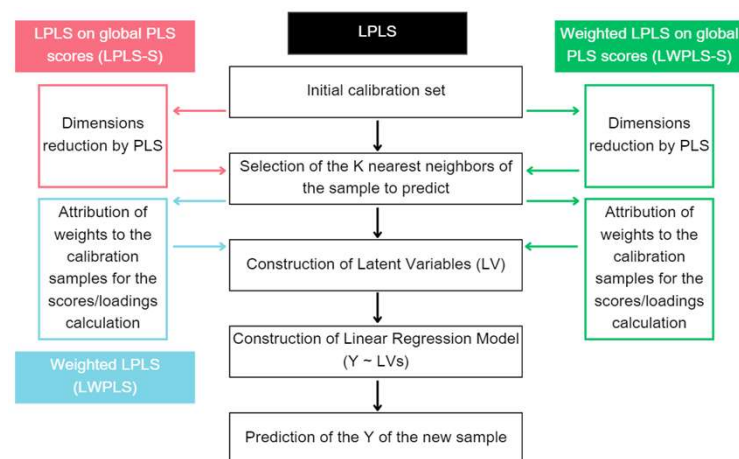 LPLS on global PLS
scores (LPLS-S)
LPLS
Weighted LPLS on global
PLS scores (LWPLS-S)
Initial calibration set
Dimensions
reduction by PLS
Dimensions
reduction by PLS
Selection of the K nearest neighbors of
the sample to predict
Attribution of
weights to the
calibration
samples for the
scores/loadings
calculation
Attribution of
weights to the
calibration
samples for the
scores/loadings
calculation
Construction of Latent Variables (LV)
Construction of Linear Regression Model
(Y ~ LVs)
Weighted LPLS
(LWPLS)
Prediction of the Y of the new sample